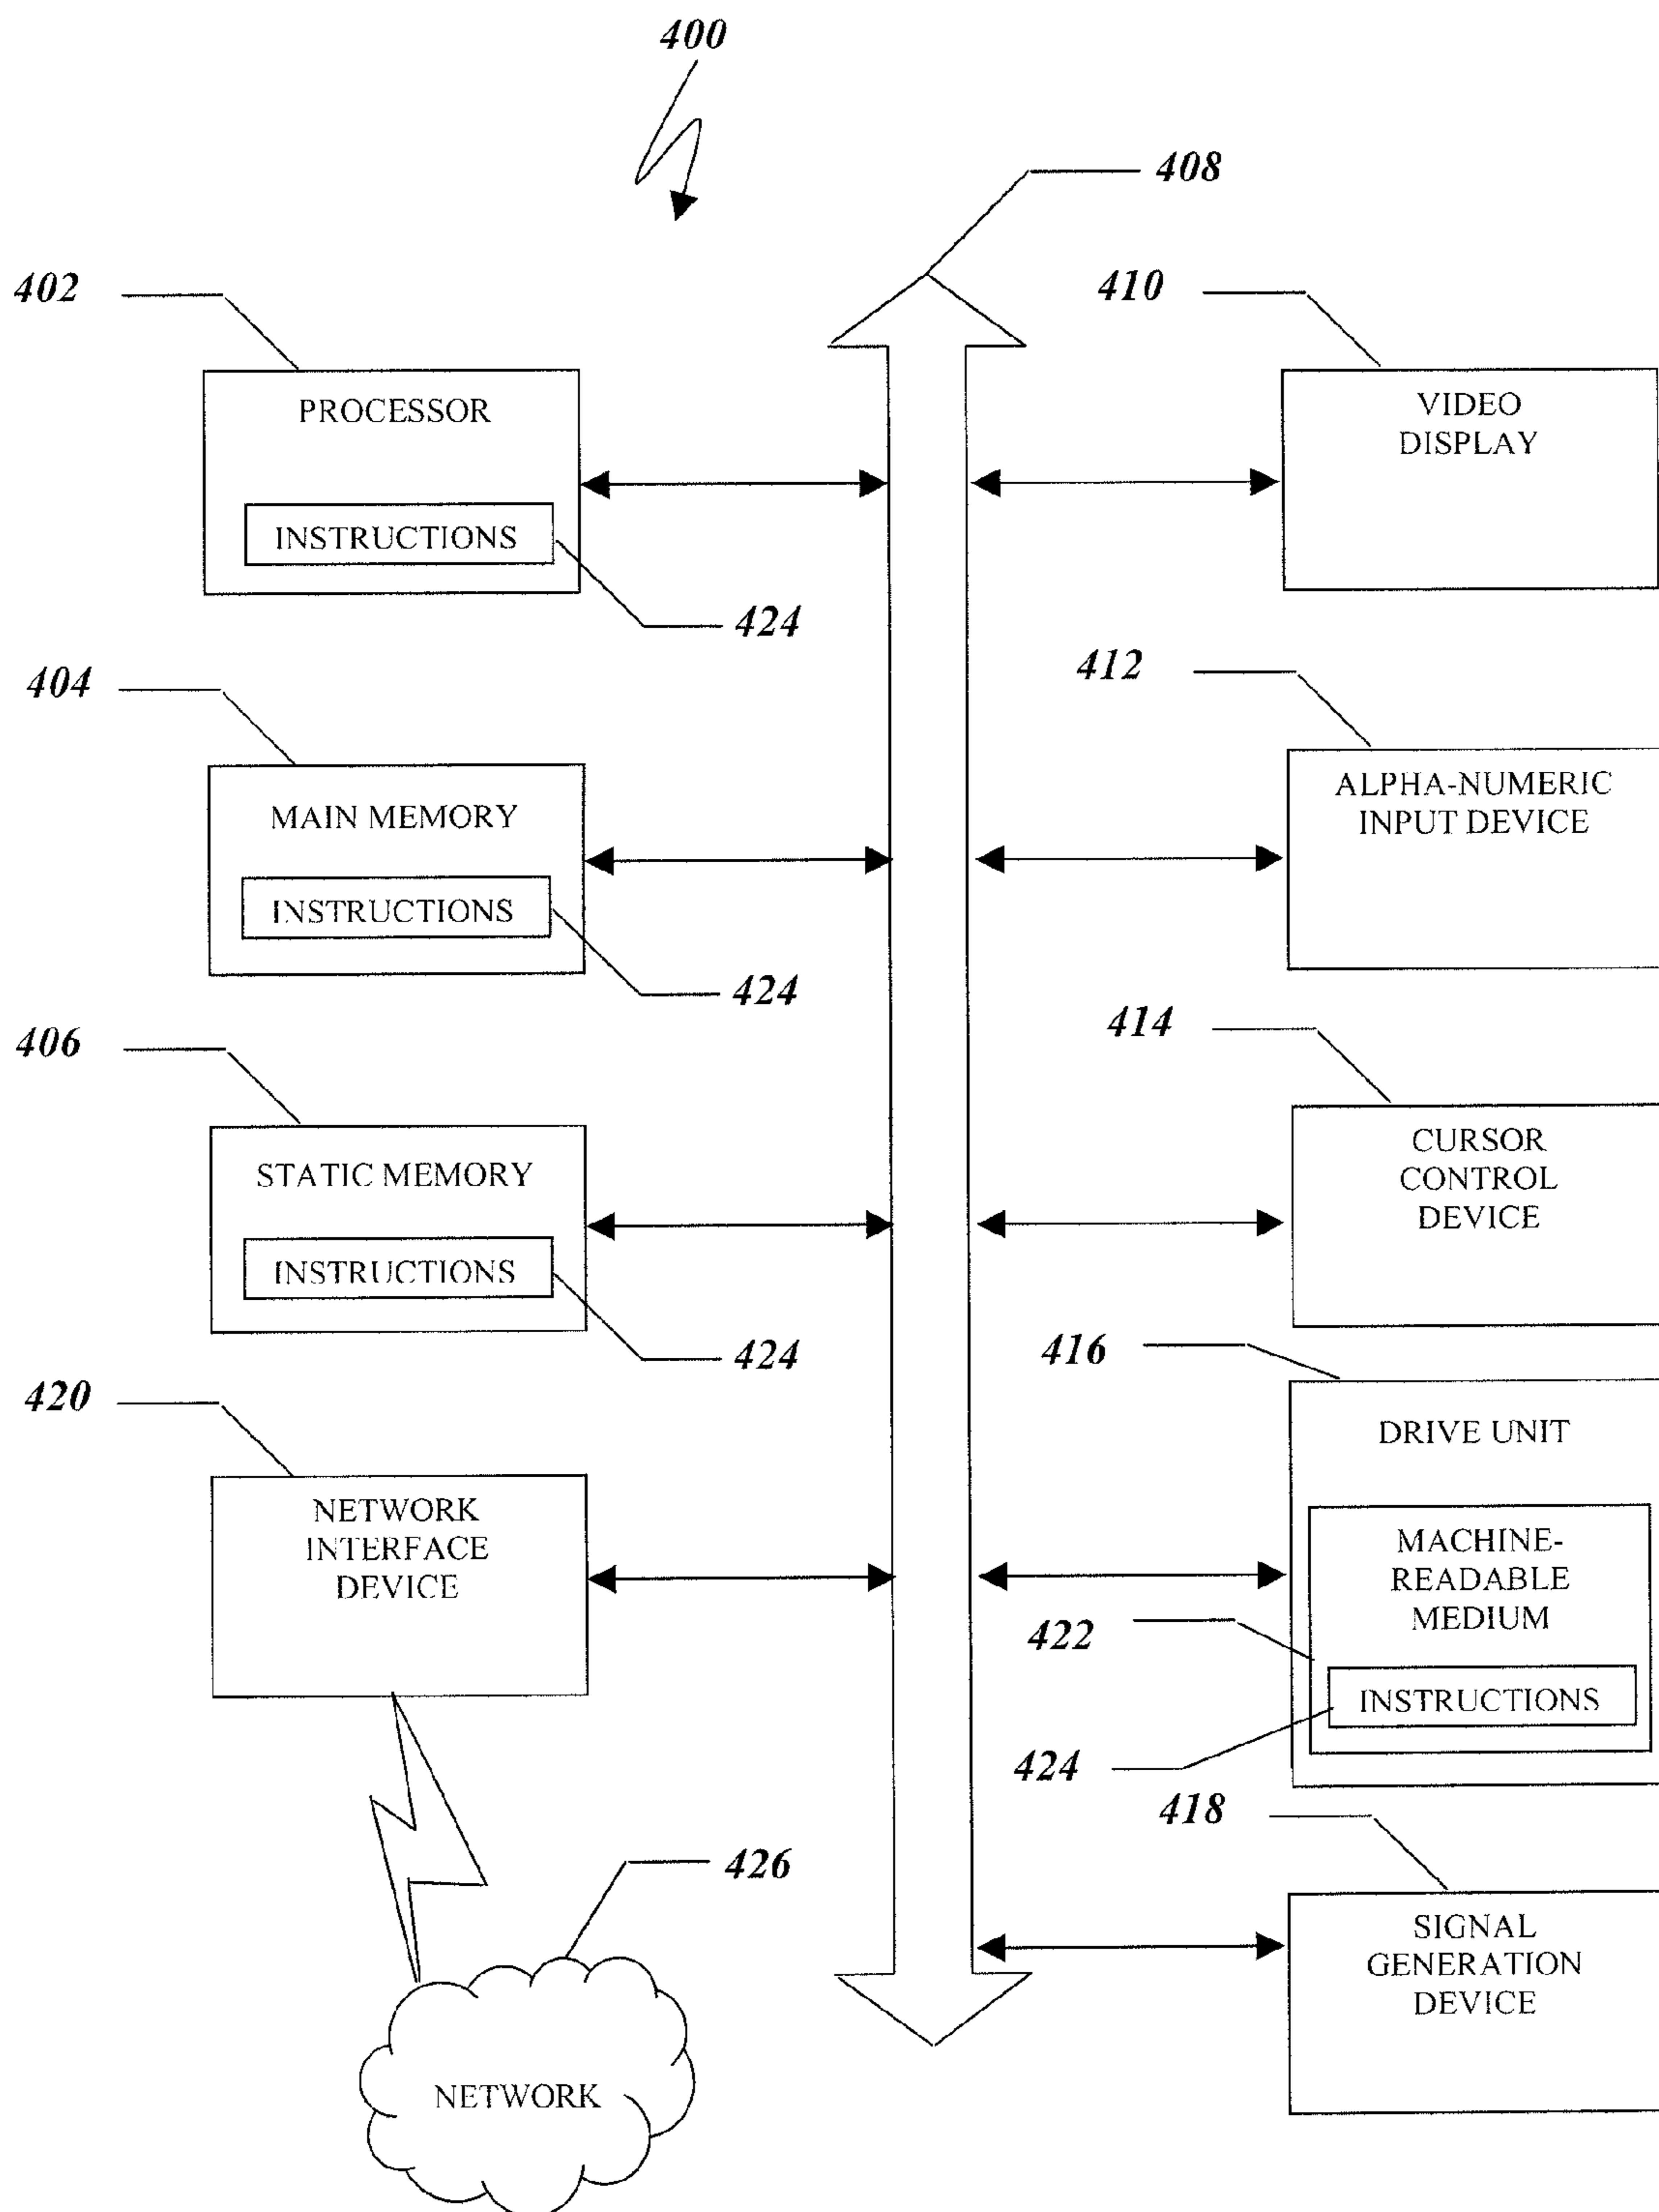 400
408
402
410
PROCESSOR
INSTRUCTIONS
424
VIDEO
DISPLAY
404
412
MAIN MEMORY
INSTRUCTIONS
424
ALPHA-NUMERIC
INPUT DEVICE
406
414
STATIC MEMORY
INSTRUCTIONS
424
CURSOR
CONTROL
DEVICE
420
416
NETWORK
INTERFACE
DEVICE
DRIVE UNIT
MACHINE-
READABLE
MEDIUM
422
INSTRUCTIONS
424
418
426
NETWORK
SIGNAL
GENERATION
DEVICE